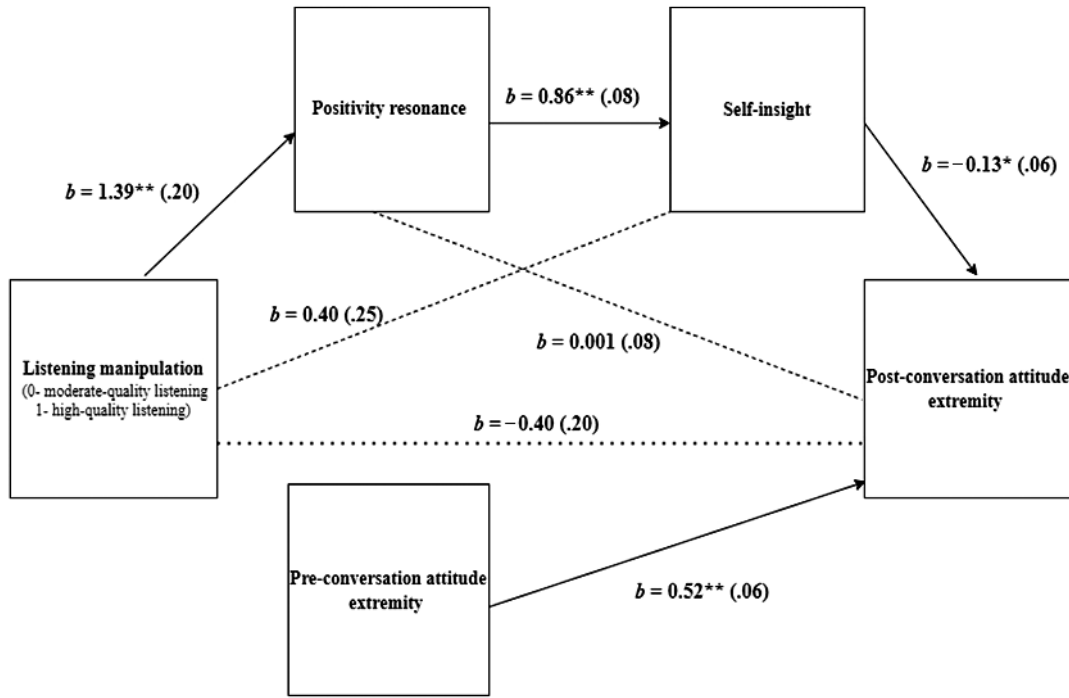 Positivity resonance
b = 0.86** (.08)
Self-insight
b = 1.39** (.20)
b = −0.13* (.06)
Listening manipulation
(0- moderate-quality listening
1- high-quality listening)
b = 0.40 (.25)
b = 0.001 (.08)
Post-conversation attitude
extremity
b = −0.40 (.20)
Pre-conversation attitude
extremity
b = 0.52** (.06)